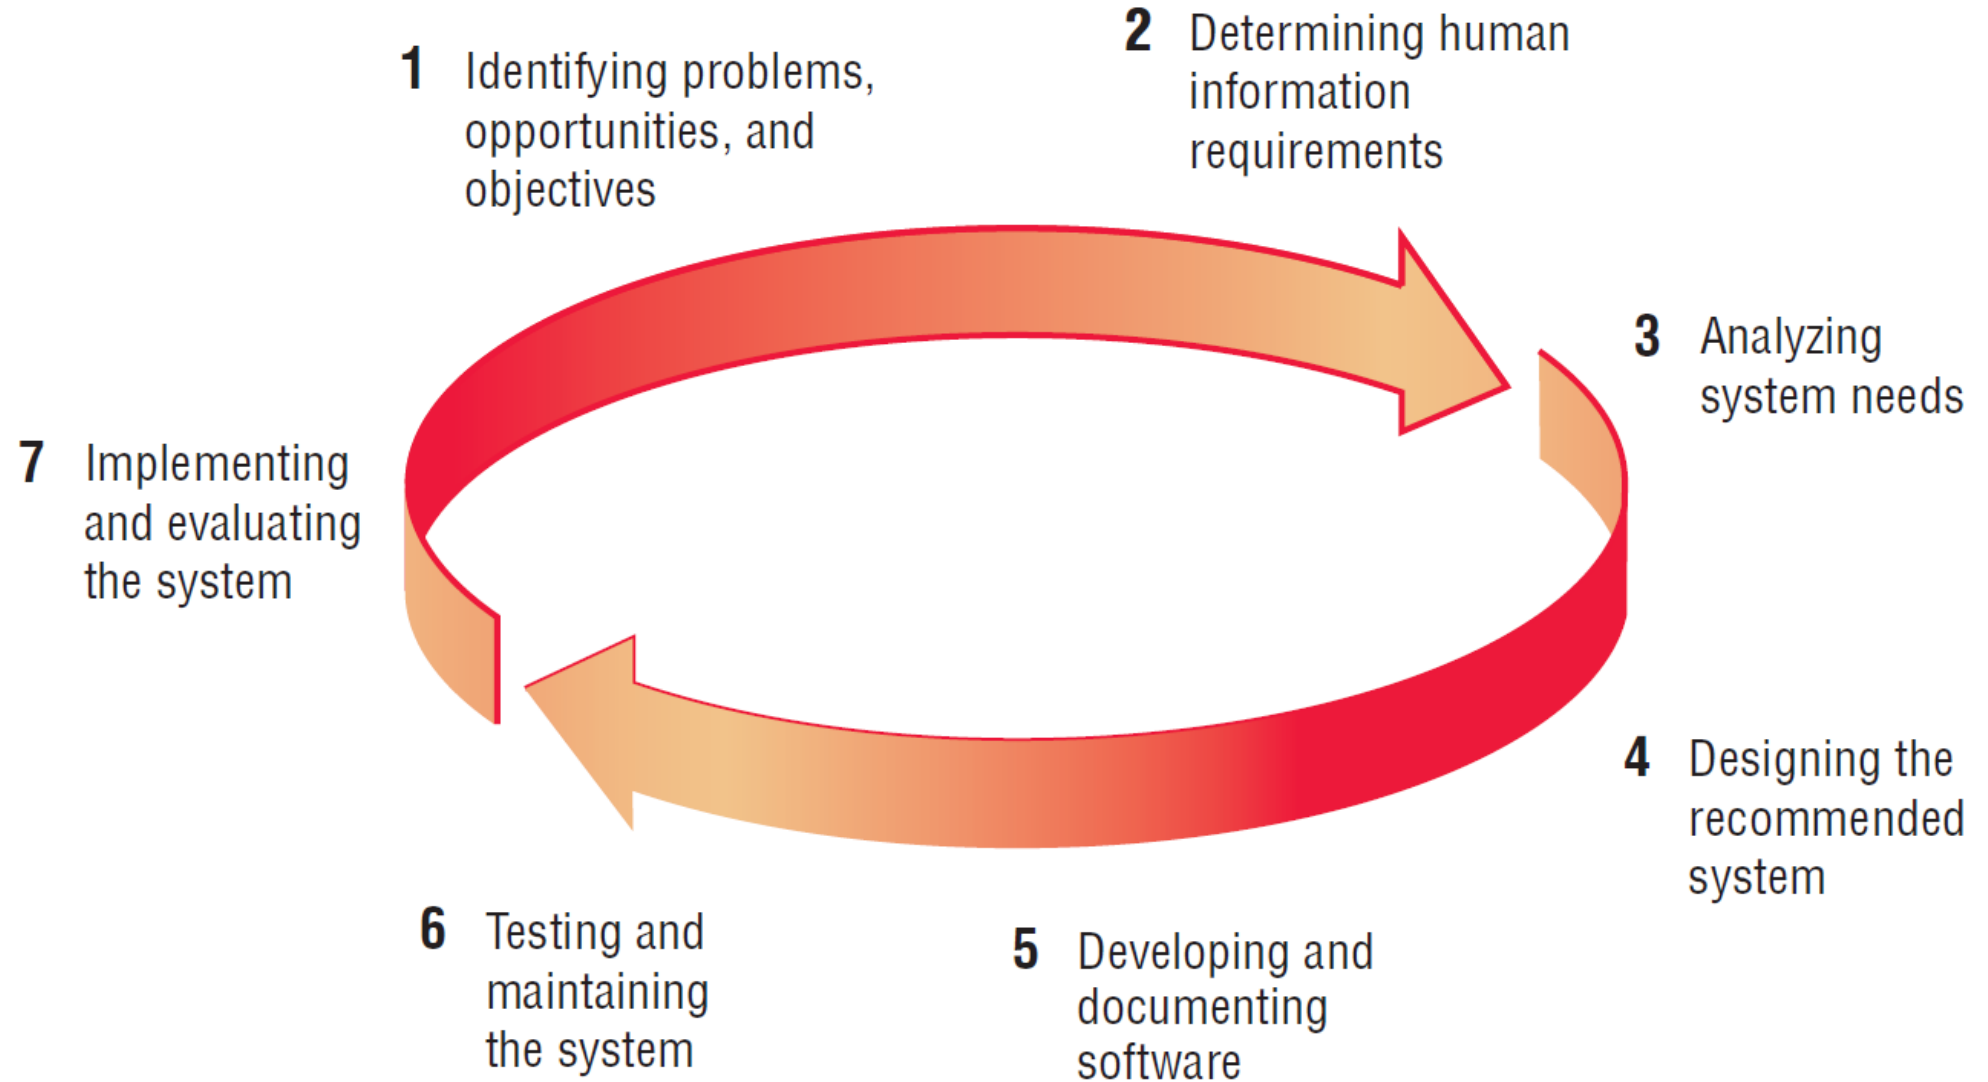 1 Identifying problems,
opportunities, and
objectives
2 Determining human
information
requirements
3 Analyzing
system needs
4 Designing the
recommended
system
5 Developing and
documenting
software
6 Testing and
maintaining
the system
7 Implementing
and evaluating
the system